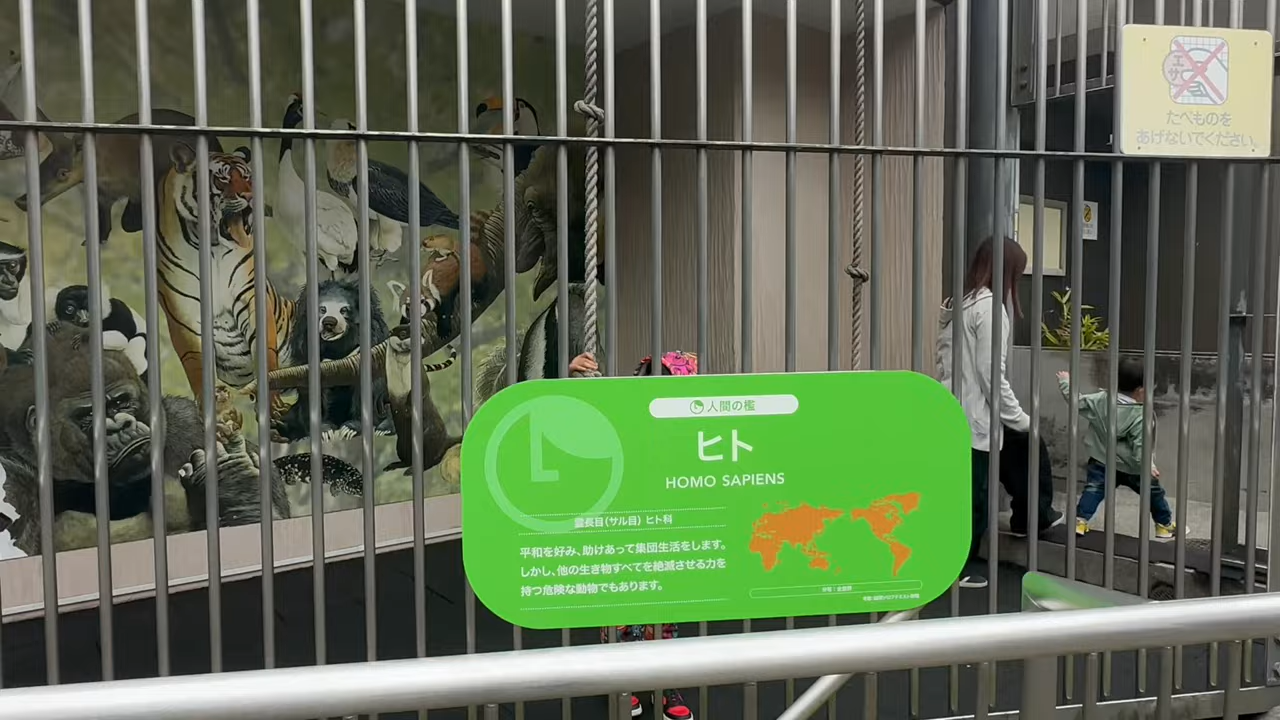 エサ
たべものを
あげないでください。
人間の檻
ヒト
HOMO SAPIENS
霊長目(サル目) ヒト科
平和を好み、助けあって集団生活をします。
しかし、他の生き物すべてを絶滅させる力を
持つ危険な動物でもあります。